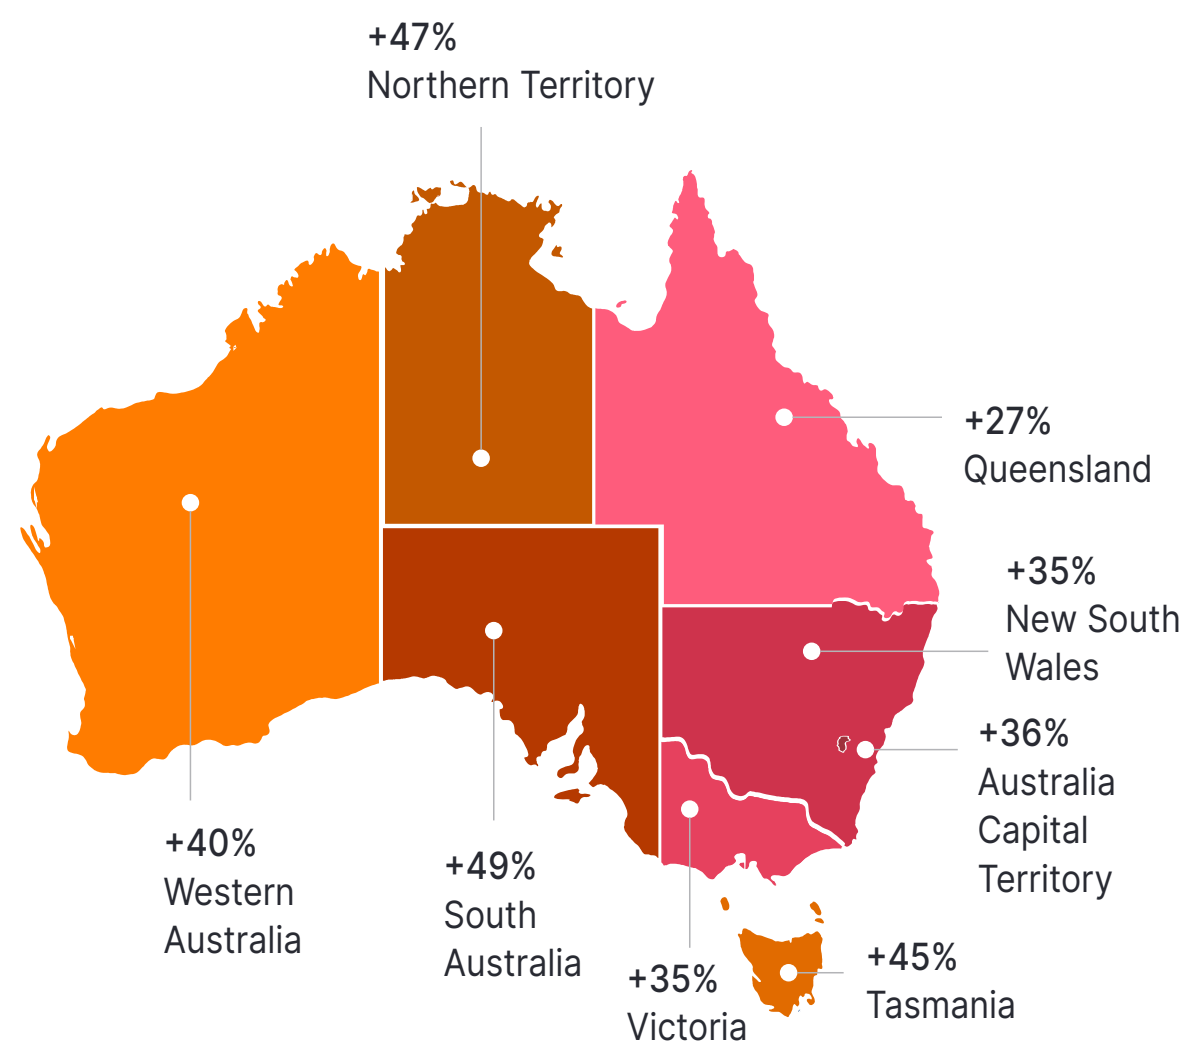 +47%
Northern Territory
+27%
Queensland
+35%
New South
Wales
+36%
Australia
Capital
Territory
+40%
Western
Australia
+49%
South
Australia
+35%
Victoria
+45%
Tasmania